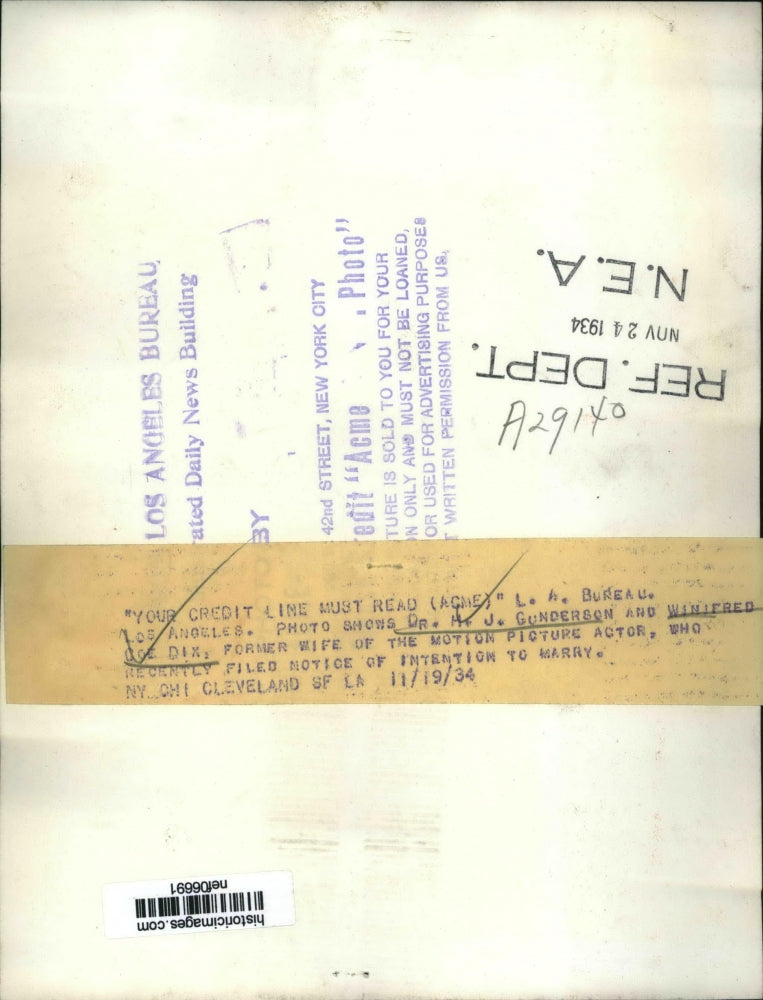 LOS ANGELES BUREAU,
ated Daily News Building
BY
42nd STREET, NEW YORK CITY
edit "Acme Photo"
TURE IS SOLD TO YOU FOR YOUR
N ONLY AND MUST NOT BE LOANED,
OR USED FOR ADVERTISING PURPOSES
T WRITTEN PERMISSION FROM US.
REF. DEPT.
NOV 24 1934
N.E.A.
A29140
"YOUR CREDIT LINE MUST READ (ACME)" L. A. BUREAU.
LOS ANGELES. PHOTO SHOWS DR. H. J. GUNDERSON AND WINIFRED
COE DIX, FORMER WIFE OF THE MOTION PICTURE ACTOR, WHO
RECENTLY FILED NOTICE OF INTENTION TO MARRY.
NY CHI CLEVELAND SF LA 11/19/34
historicimages.com
nef06691